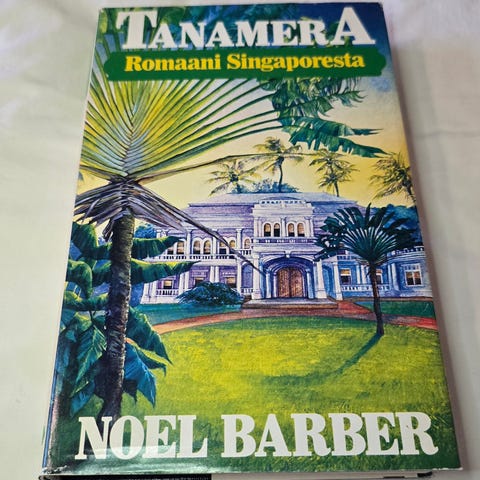 TANAMERA
Romaani Singaporesta
NOEL BARBER